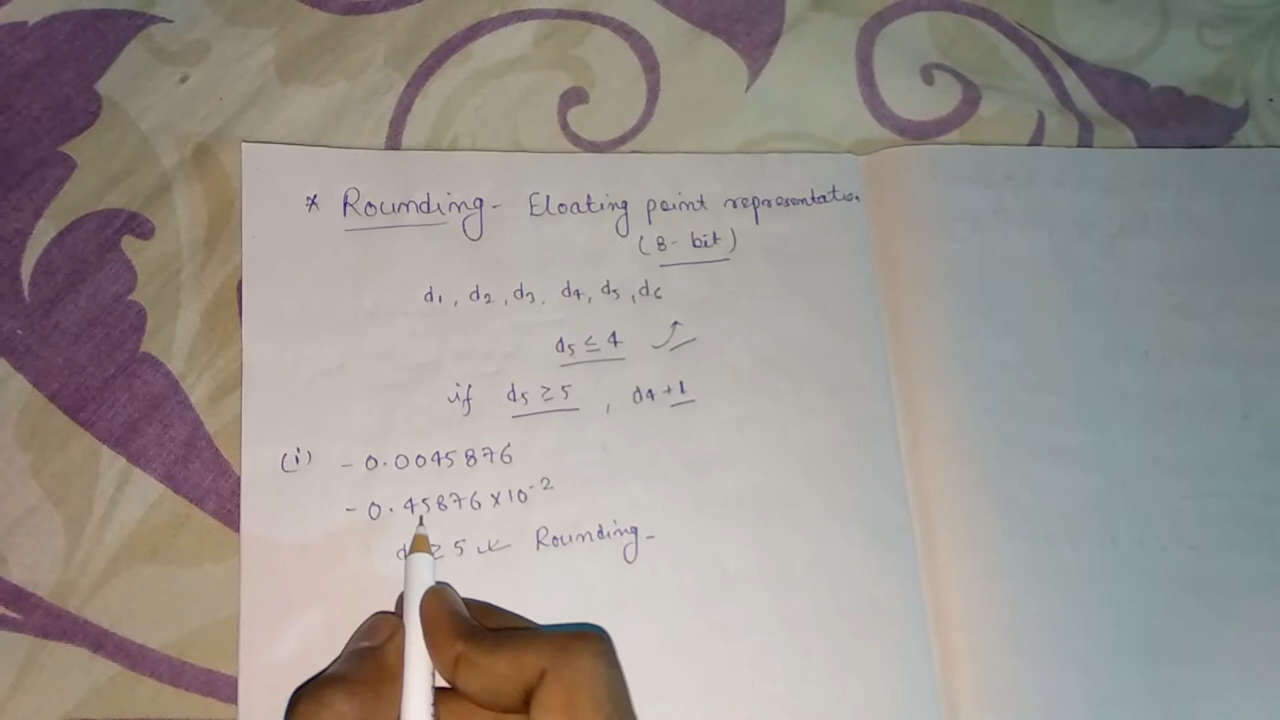 * Rounding - Eloating point representation
(8- bit)
d₁, d₂, d₃, d₄, d₅, d₆
d₅ ≤ 4
if d₅ ≥ 5 , d₄+1
(i) - 0.0045876
- 0.45876 × 10⁻²
≥ 5 Rounding -